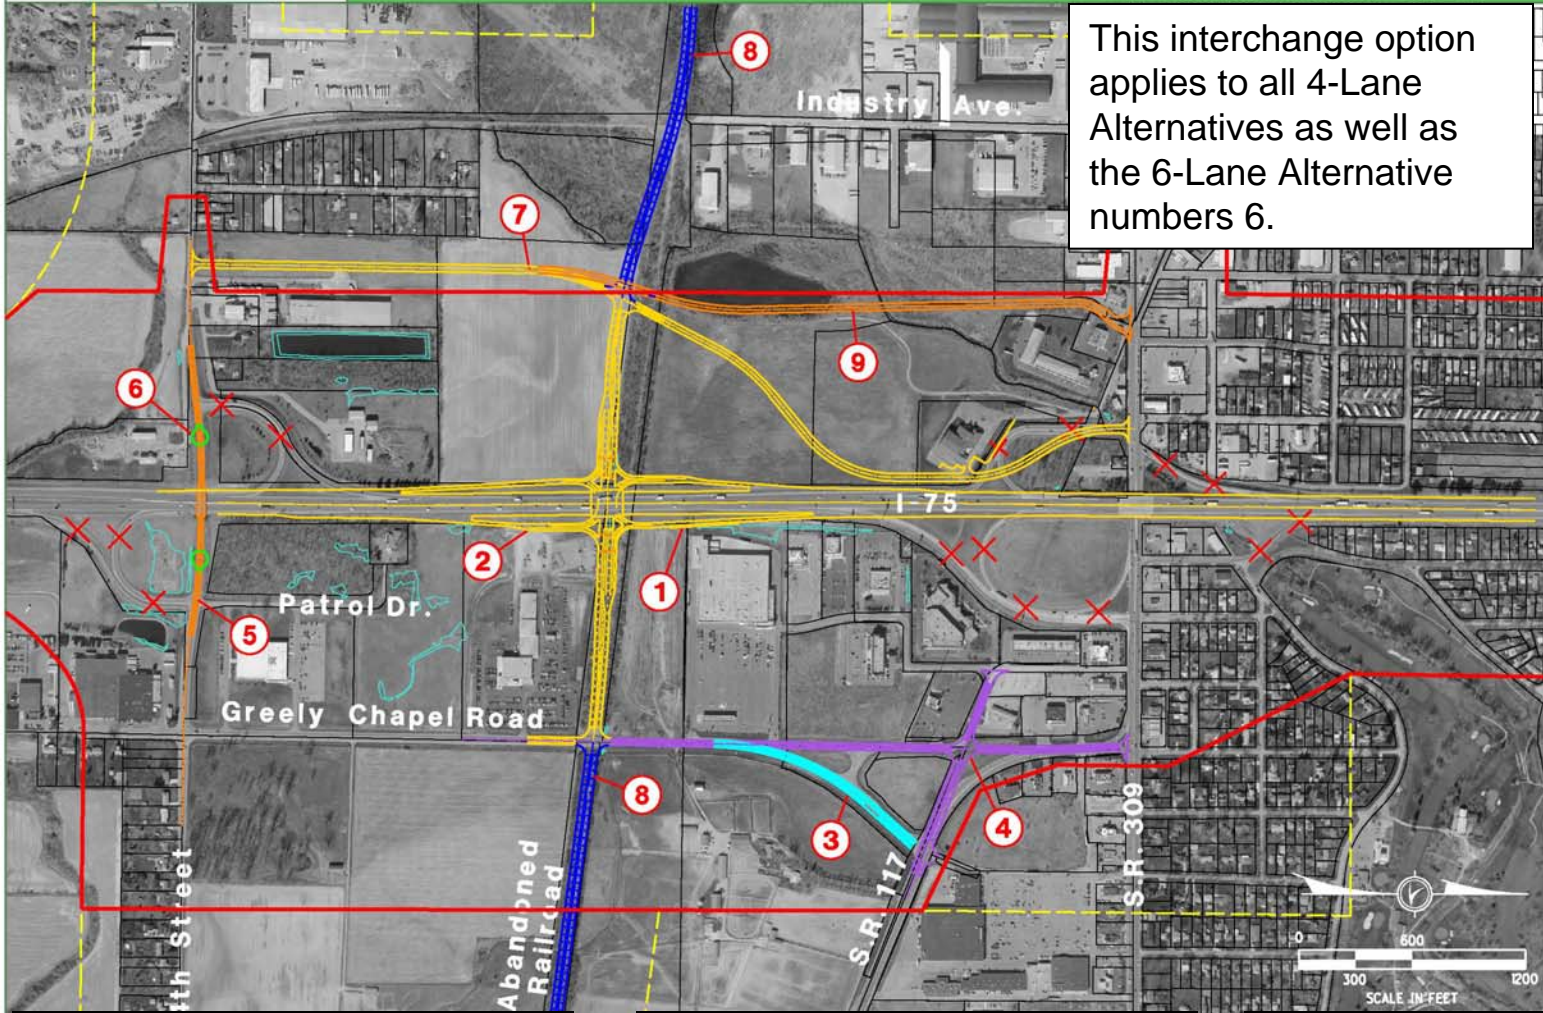 This interchange option
applies to all 4-Lane
Alternatives as well as
the 6-Lane Alternative
numbers 6.
8
Industry Ave.
7
9
6
I-75
2
1
Patrol Dr.
5
Greely Chapel Road
8
3
4
S.R. 117
S.R. 309
4th Street
Abandoned
Railroad
0
600
300
1200
SCALE IN FEET